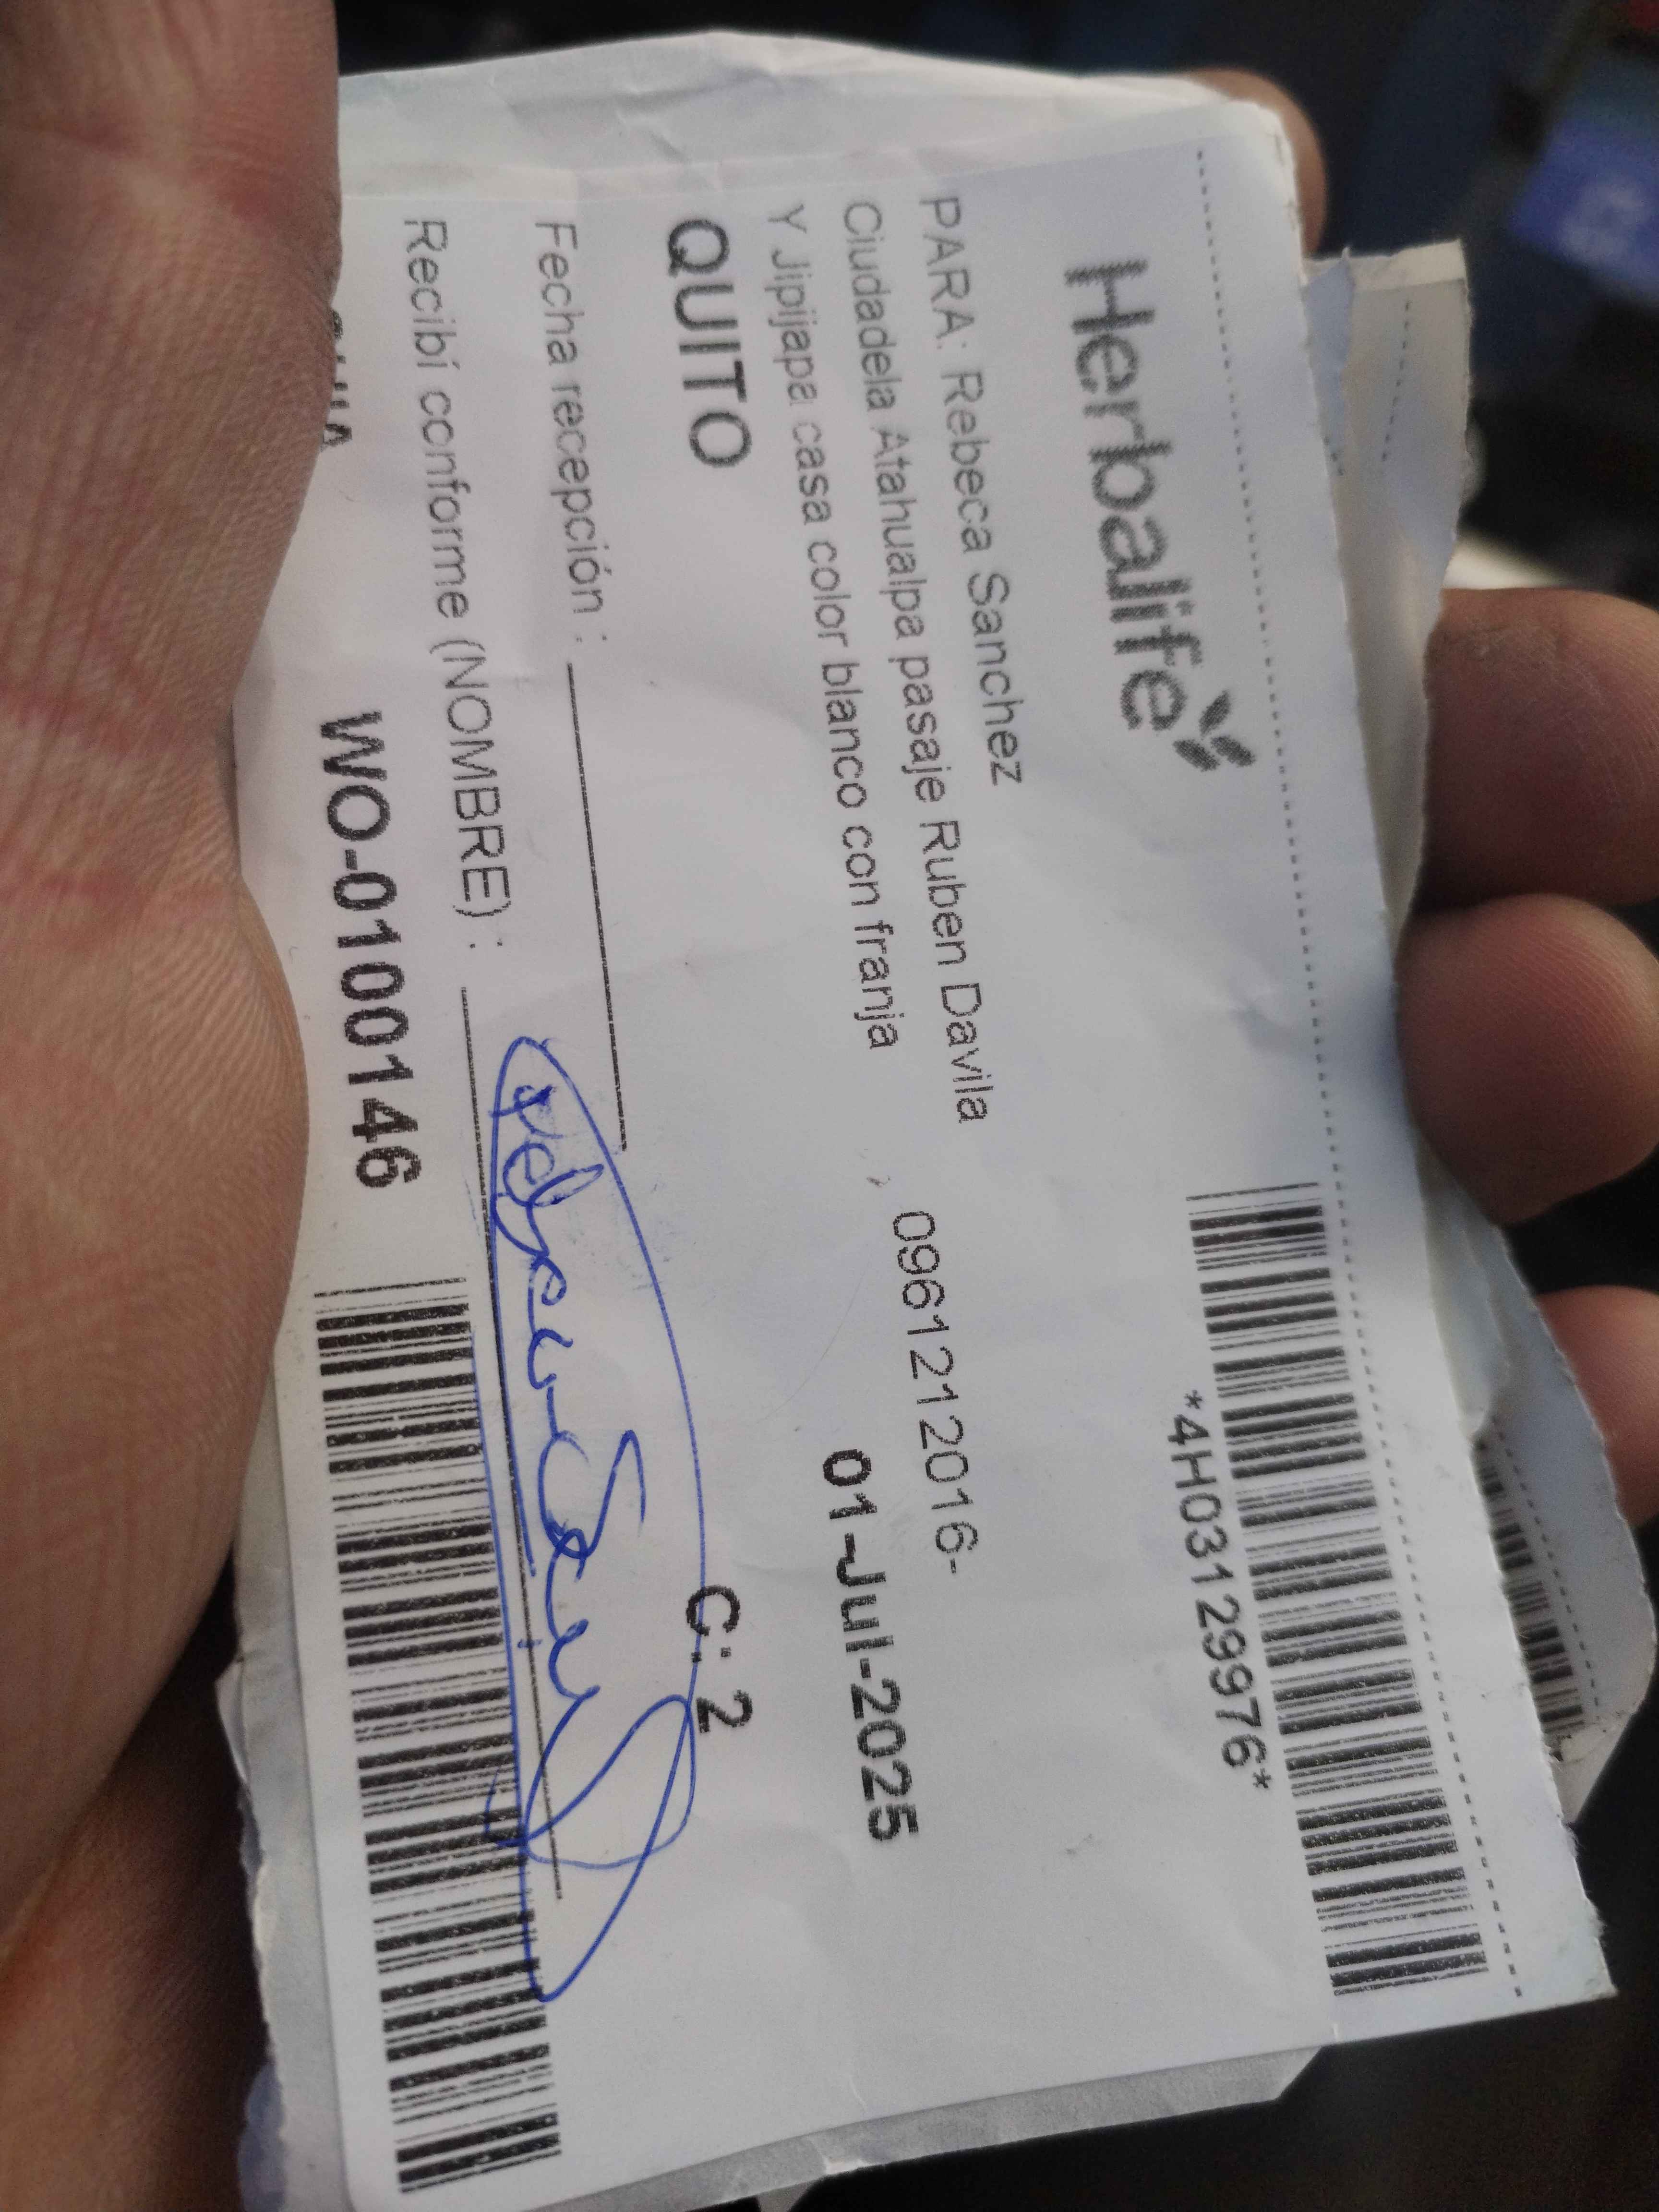 Herbalife
*4H03129976*
PARA: Rebeca Sanchez
Ciudadela Atahualpa pasaje Ruben Davila
Y Jipijapa casa color blanco con franja , 0961212016-
01-Jul-2025
QUITO
C: 2
Fecha recepción :
Recibí conforme (NOMBRE) :
WO-0100146